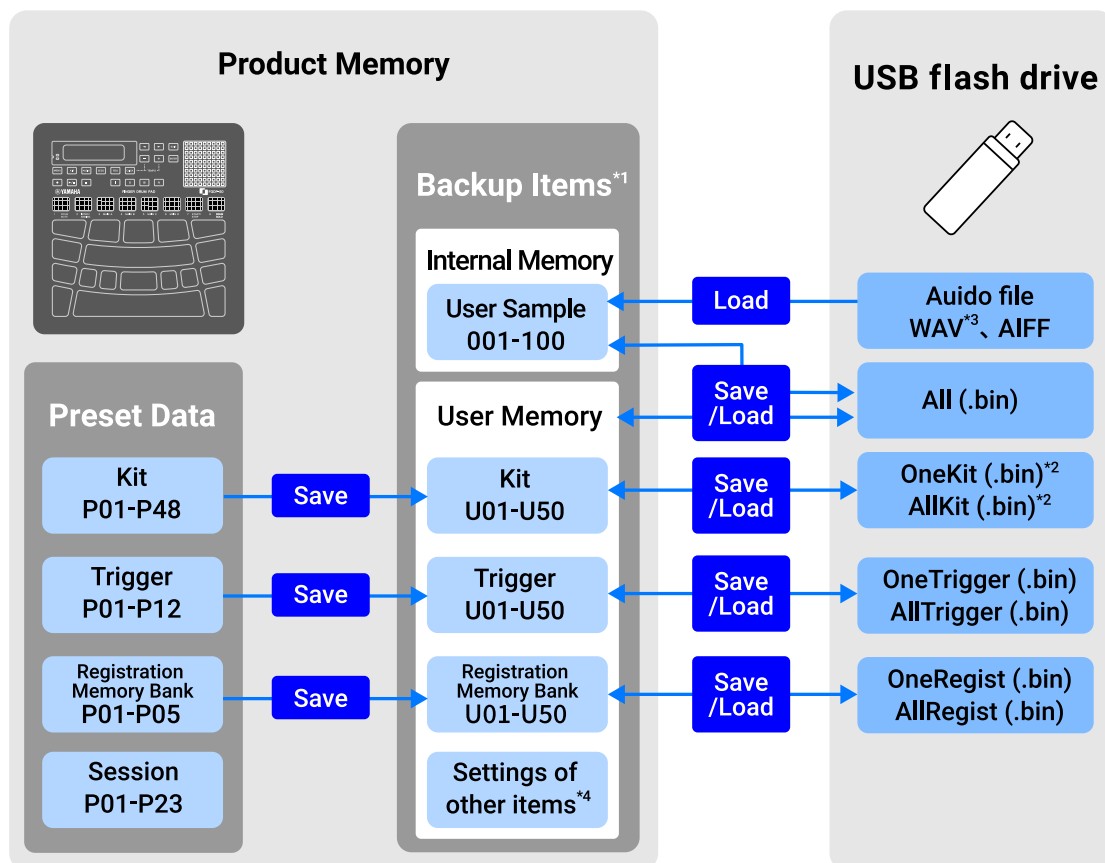 Product Memory
USB flash drive
YAMAHA
FINGER DRUM PAD
Backup Items*1
Internal Memory
User Sample
001-100
Load
Auido file
WAV*3、AIFF
Save
/Load
All (.bin)
Preset Data
User Memory
Kit
P01-P48
Save
Kit
U01-U50
Save
/Load
OneKit (.bin)*2
AllKit (.bin)*2
Trigger
P01-P12
Save
Trigger
U01-U50
Save
/Load
OneTrigger (.bin)
AllTrigger (.bin)
Registration
Memory Bank
P01-P05
Save
Registration
Memory Bank
U01-U50
Save
/Load
OneRegist (.bin)
AllRegist (.bin)
Session
P01-P23
Settings of
other items*4